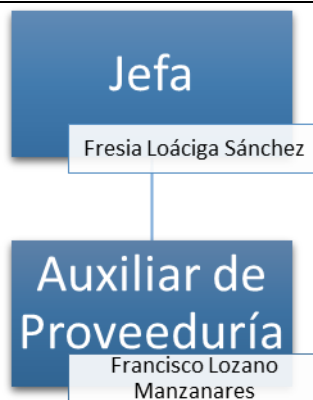 Jefa
Fresia Loáciga Sánchez
Auxiliar de
Proveeduría
Francisco Lozano
Manzanares